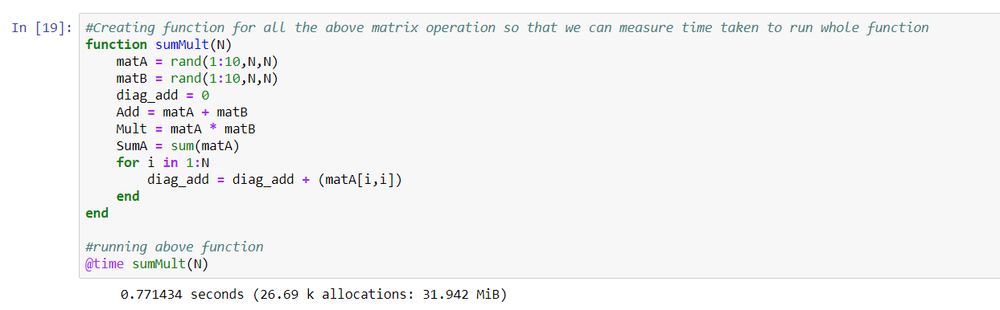 In [19]: #Creating function for all the above matrix operation so that we can measure time taken to run whole function
function sumMult(N)
    matA = rand(1:10,N,N)
    matB = rand(1:10,N,N)
    diag_add = 0
    Add = matA + matB
    Mult = matA * matB
    SumA = sum(matA)
    for i in 1:N
        diag_add = diag_add + (matA[i,i])
    end
end

#running above function
@time sumMult(N)
0.771434 seconds (26.69 k allocations: 31.942 MiB)